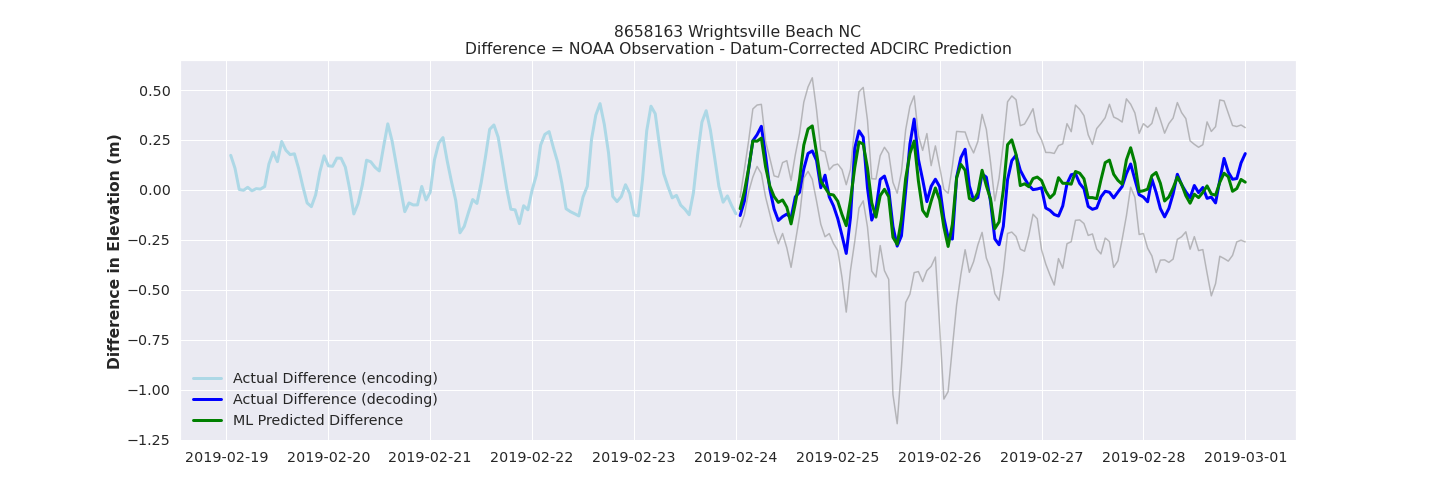 8658163 Wrightsville Beach NC
Difference = NOAA Observation - Datum-Corrected ADCIRC Prediction
Difference in Elevation (m)
0.50
0.25
0.00
−0.25
−0.50
−0.75
−1.00
−1.25
Actual Difference (encoding)
Actual Difference (decoding)
ML Predicted Difference
2019-02-19 2019-02-20 2019-02-21 2019-02-22 2019-02-23 2019-02-24 2019-02-25 2019-02-26 2019-02-27 2019-02-28 2019-03-01